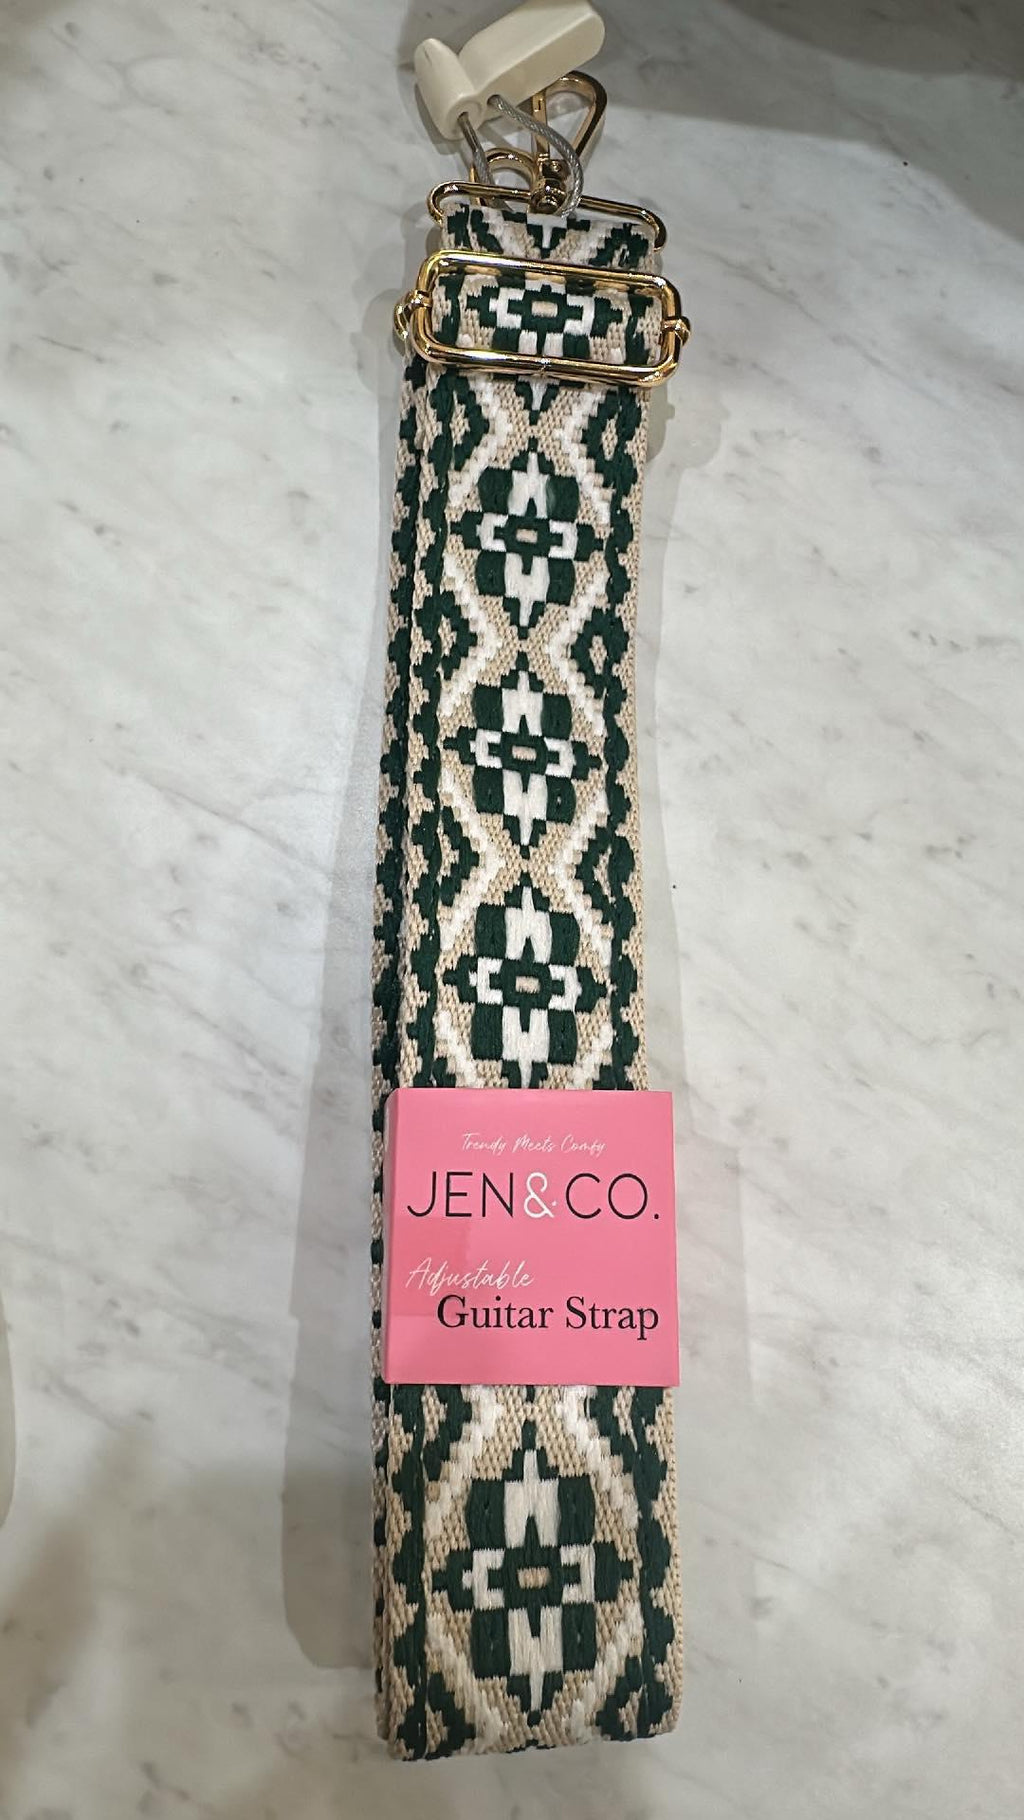 Trendy Meets Comfy
JEN&CO.
Adjustable
Guitar Strap